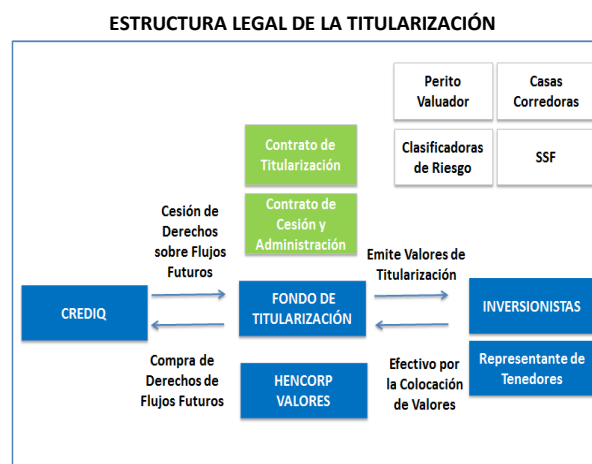 ESTRUCTURA LEGAL DE LA TITULARIZACIÓN
Perito
Valuador
Casas
Corredoras
Contrato de
Titularización
Clasificadoras
de Riesgo
SSF
Contrato de
Cesión y
Administración
Cesión de
Derechos
sobre Flujos
Futuros
Emite Valores de
Titularización
CREDIQ
FONDO DE
TITULARIZACIÓN
INVERSIONISTAS
Compra de
Derechos de
Flujos Futuros
HENCORP
VALORES
Efectivo por
la Colocación
de Valores
Representante de
Tenedores